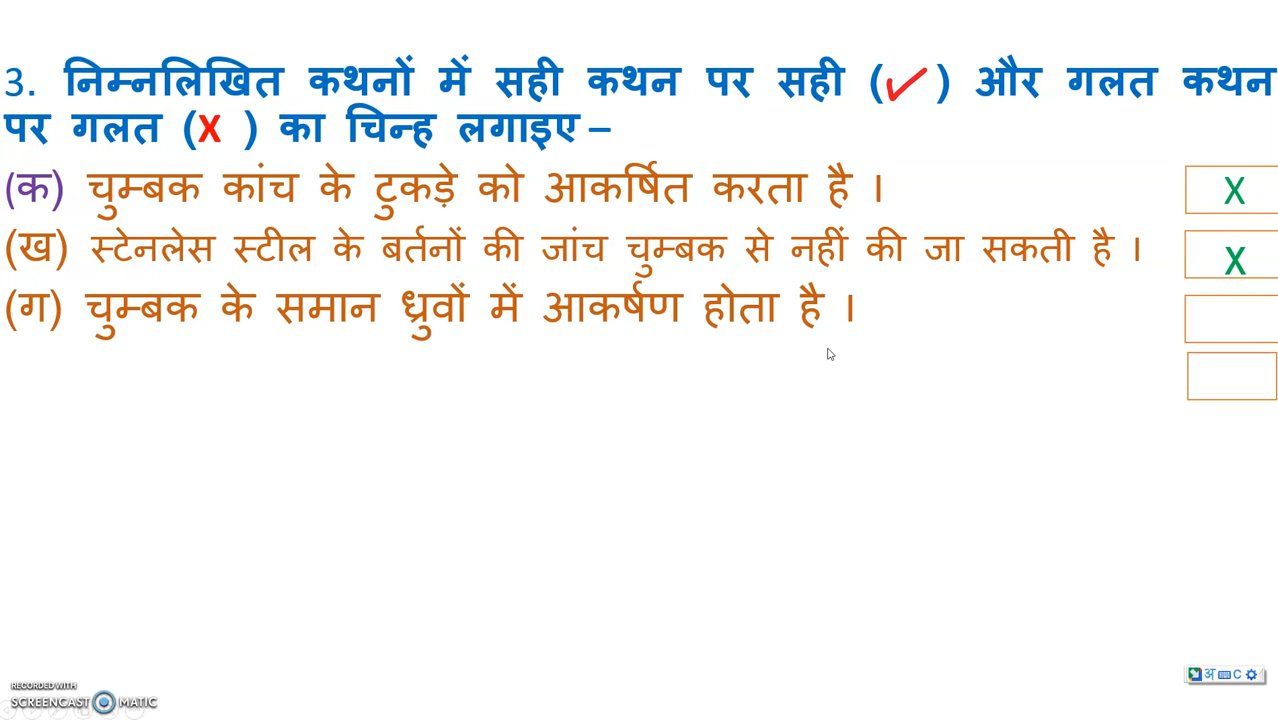 3. निम्नलिखित कथनों में सही कथन पर सही (✓) और गलत कथन
पर गलत (X ) का चिन्ह लगाइए –
(क) चुम्बक कांच के टुकड़े को आकर्षित करता है । X
(ख) स्टेनलेस स्टील के बर्तनों की जांच चुम्बक से नहीं की जा सकती है । X
(ग) चुम्बक के समान ध्रुवों में आकर्षण होता है ।
अ C
RECORDED WITH
SCREENCAST MATIC